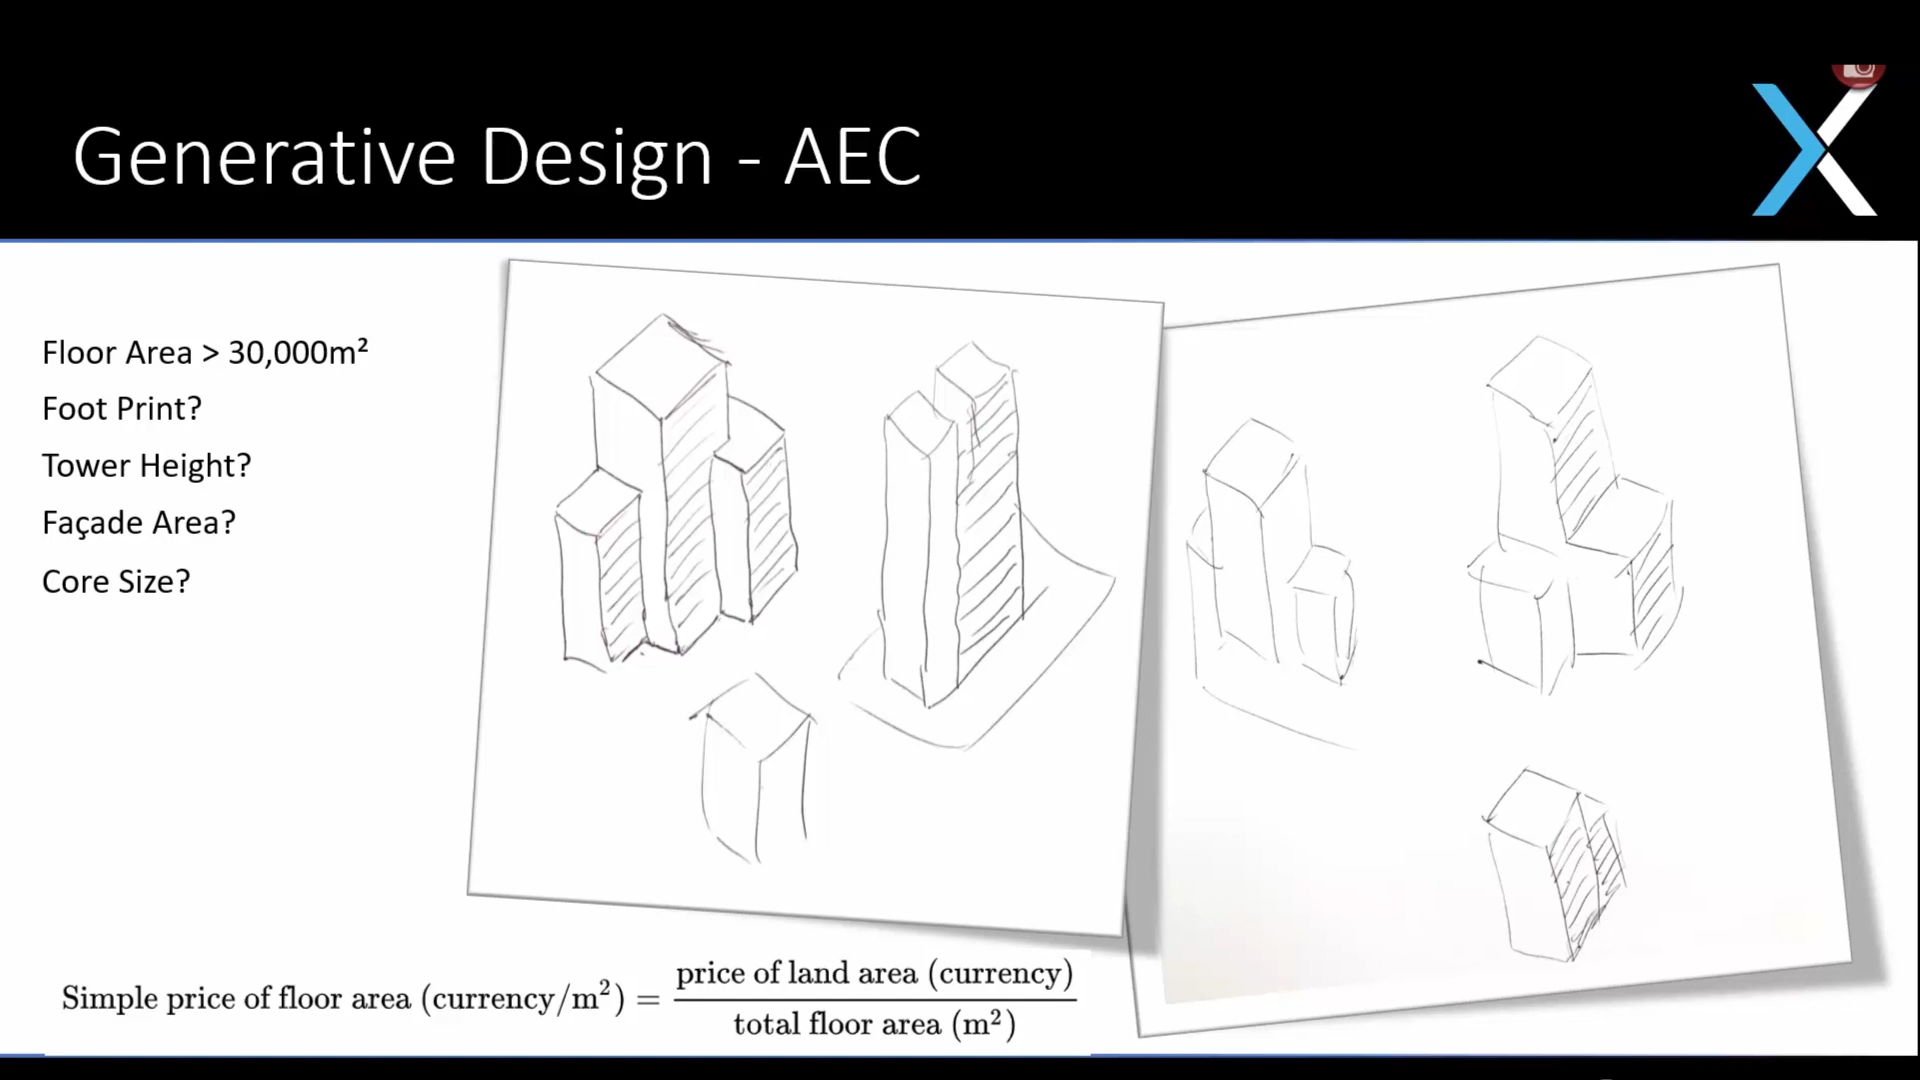 Generative Design - AEC
Floor Area > 30,000m²
Foot Print?
Tower Height?
Façade Area?
Core Size?
Simple price of floor area (currency/m²) = price of land area (currency)
total floor area (m²)